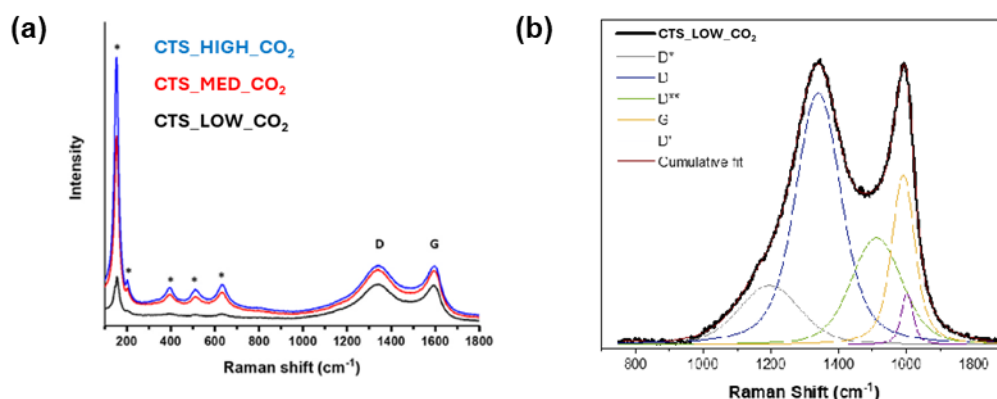 (a)
CTS_HIGH_CO₂
CTS_MED_CO₂
CTS_LOW_CO₂
*
*
*
*
*
D
G
Intensity
100
200
400
600
800
1000
1200
1400
1600
1800
Raman shift (cm⁻¹)
(b)
CTS_LOW_CO₂
D*
D
D**
G
D'
Cumulative fit
800
1000
1200
1400
1600
1800
Raman Shift (cm⁻¹)